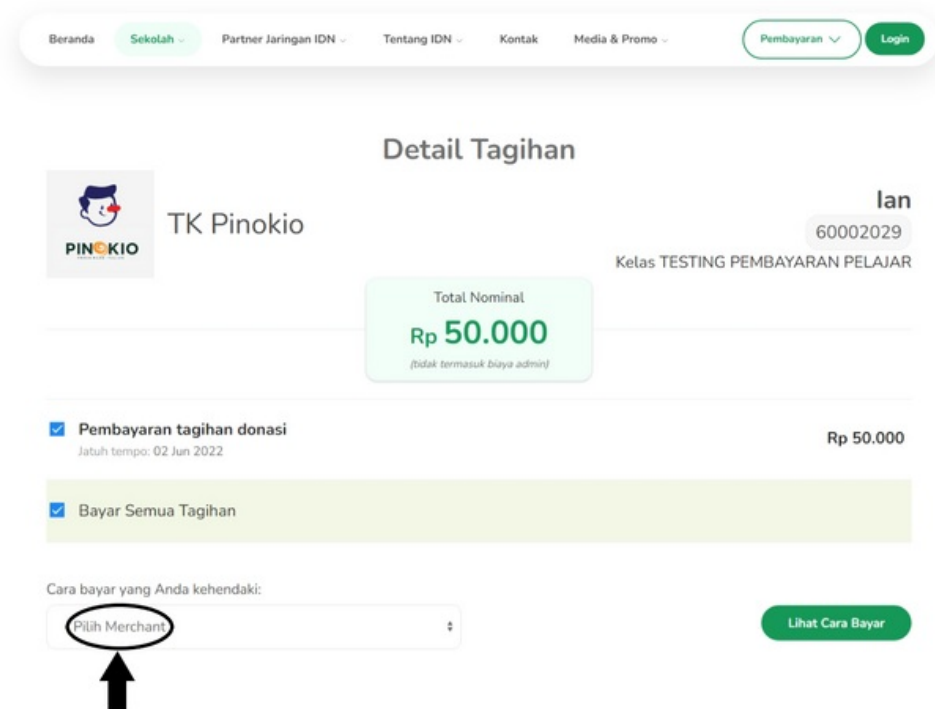 Beranda Sekolah Partner Jaringan IDN Tentang IDN Kontak Media & Promo Pembayaran Login
Detail Tagihan
PINOKIO
TK Pinokio
Ian
60002029
Kelas TESTING PEMBAYARAN PELAJAR
Total Nominal
Rp 50.000
(tidak termasuk biaya admin)
Pembayaran tagihan donasi
Jatuh tempo: 02 Jun 2022
Rp 50.000
Bayar Semua Tagihan
Cara bayar yang Anda kehendaki:
Pilih Merchant
Lihat Cara Bayar